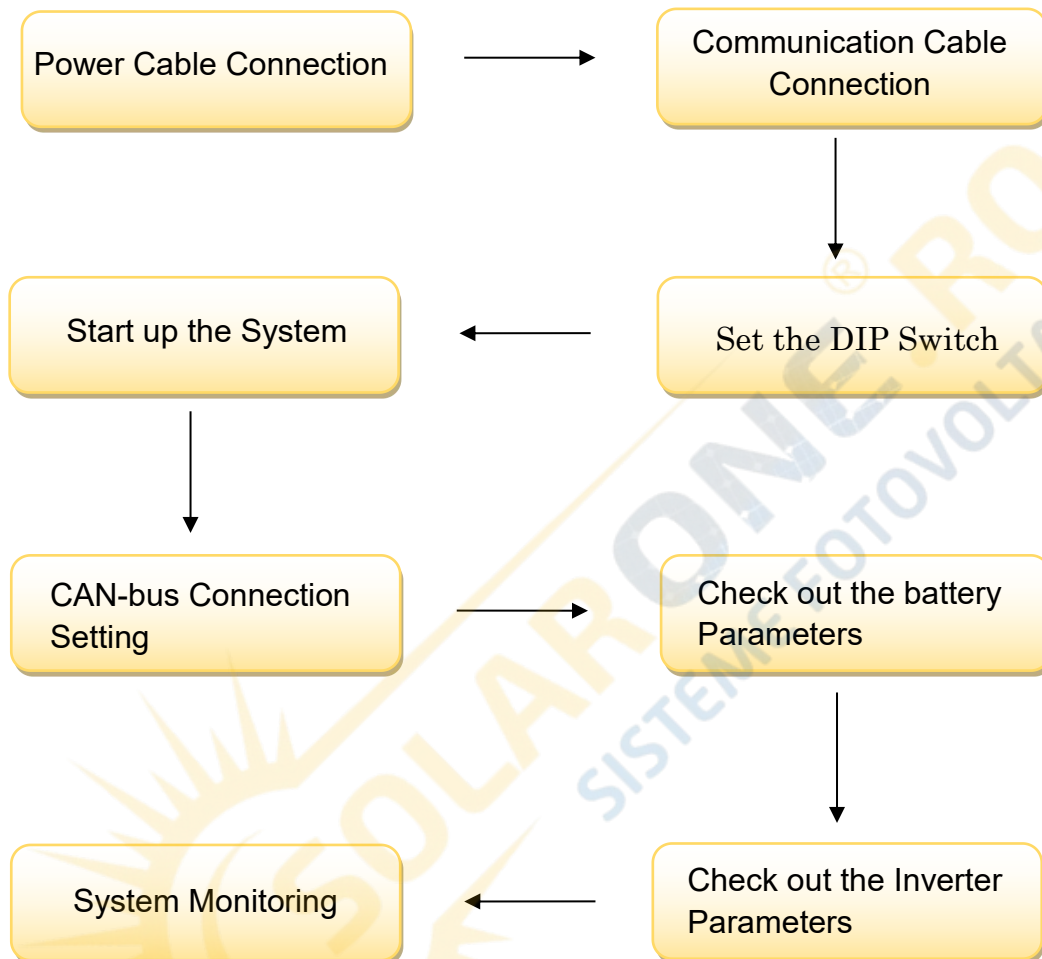 Power Cable Connection
Communication Cable
Connection
Set the DIP Switch
Start up the System
CAN-bus Connection
Setting
Check out the battery
Parameters
Check out the Inverter
Parameters
System Monitoring
SOLARONE.RO
®
SISTEME FOTOVOLTA